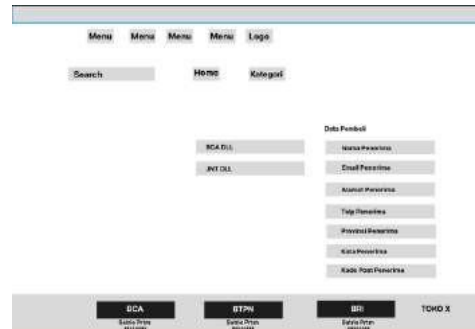 Menu Menu Menu Menu Logo
Search Home Kategori
Data Pembeli
BCA DLL Nama Penerima
JNT DLL Email Penerima
Alamat Penerima
Telp Penerima
Provinsi Penerima
Kota Penerima
Kode Post Penerima
BCA BTPN BRI TOKO X